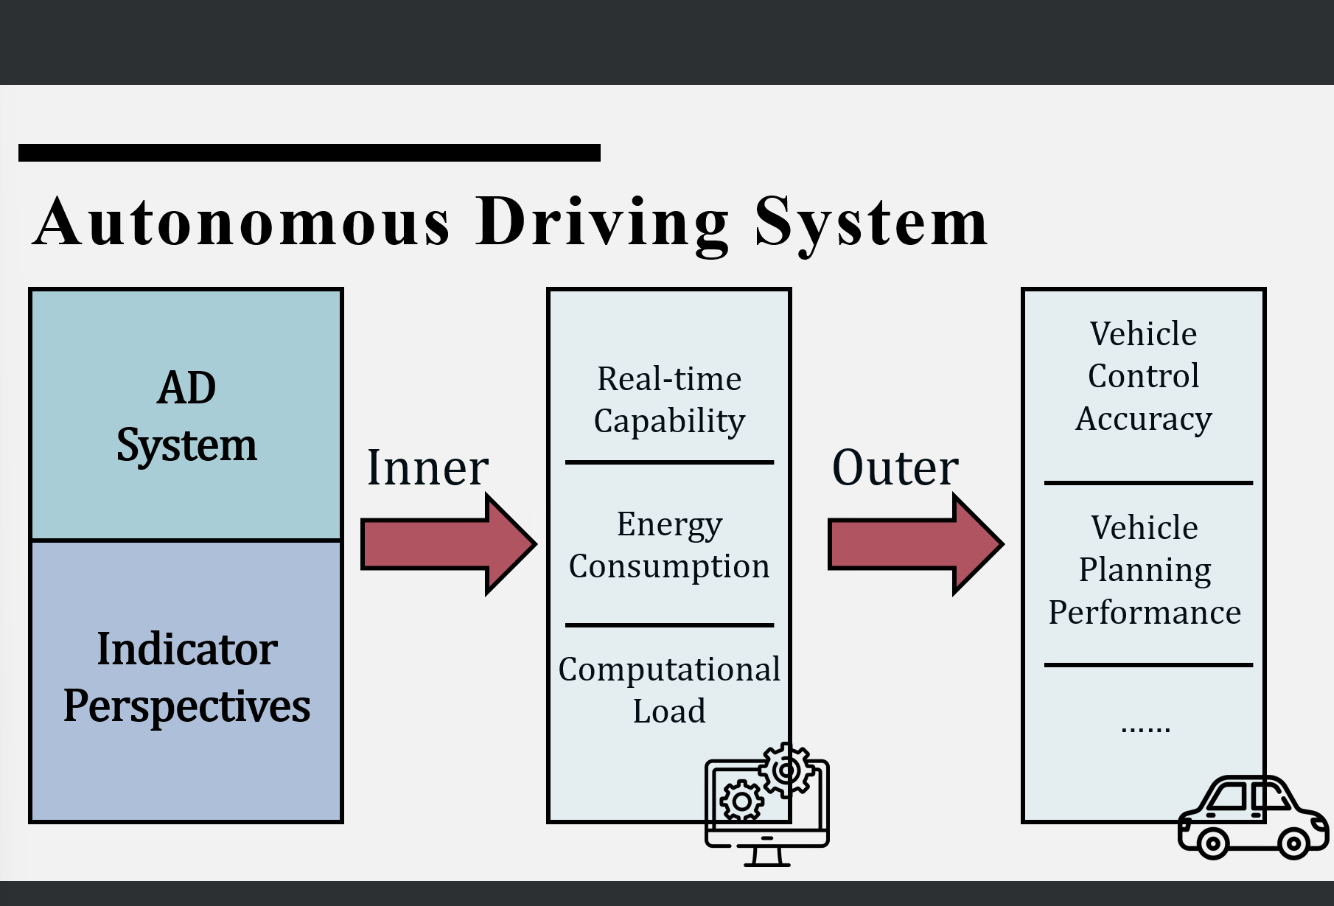 Autonomous Driving System
AD
System
Indicator
Perspectives
Inner
Real-time
Capability
Energy
Consumption
Computational
Load
Outer
Vehicle
Control
Accuracy
Vehicle
Planning
Performance
......